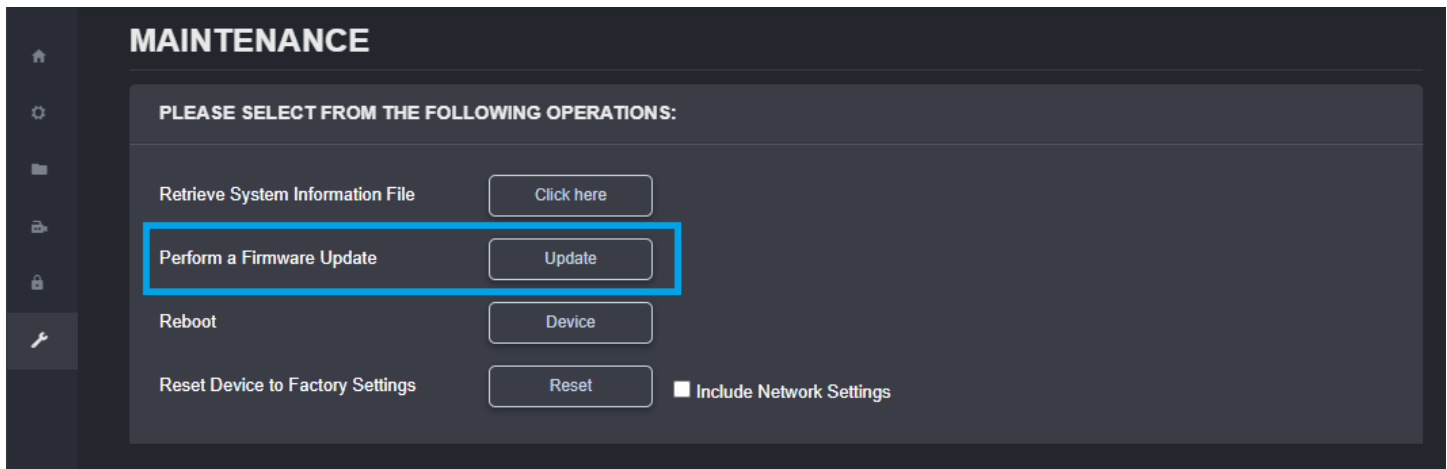 MAINTENANCE
PLEASE SELECT FROM THE FOLLOWING OPERATIONS:
Retrieve System Information File Click here
Perform a Firmware Update Update
Reboot Device
Reset Device to Factory Settings Reset Include Network Settings